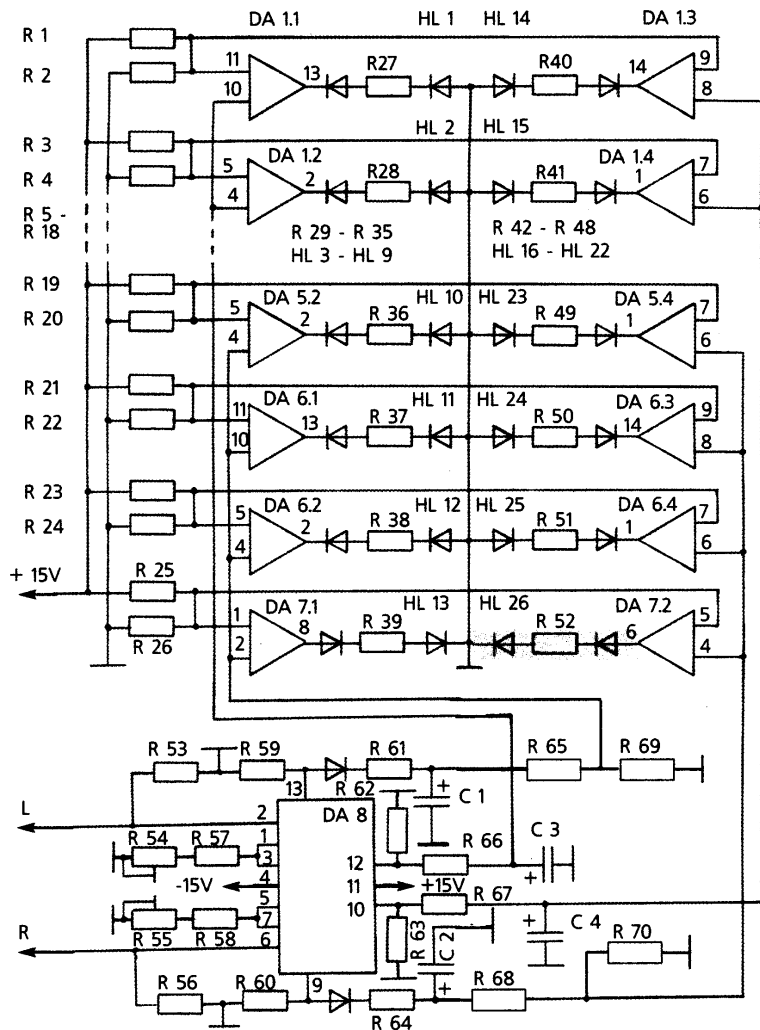 DA 1.1 HL 1 HL 14 DA 1.3
R 1
R 2 11 13 R27 R40 14 9
10 8
R 3 HL 2 HL 15
R 4 5 DA 1.2 2 R28 R41 DA 1.4 1 7
4 6
R 5 -
R 18
R 29 - R 35 R 42 - R 48
HL 3 - HL 9 HL 16 - HL 22
R 19 DA 5.2 HL 10 HL 23 DA 5.4
R 20 5 2 R 36 R 49 1 7
4 6
R 21 DA 6.1 HL 11 HL 24 DA 6.3
R 22 11 13 R 37 R 50 14 9
10 8
R 23 DA 6.2 HL 12 HL 25 DA 6.4
R 24 5 2 R 38 R 51 1 7
4 6
+ 15V R 25 DA 7.1 HL 13 HL 26 DA 7.2
R 26 1 8 R 39 R 52 6 5
2 4
R 53 R 59 R 61 R 65 R 69
13 R 62 + C 1
L 2 DA 8
R 54 R 57 1 R 66 C 3
3 12 +
-15V 4 11 +15V R 67
5 10
R 55 R 58 7 R 63 C 2 + C 4 R 70
R 6
R 56 R 60 9 R 64 + R 68